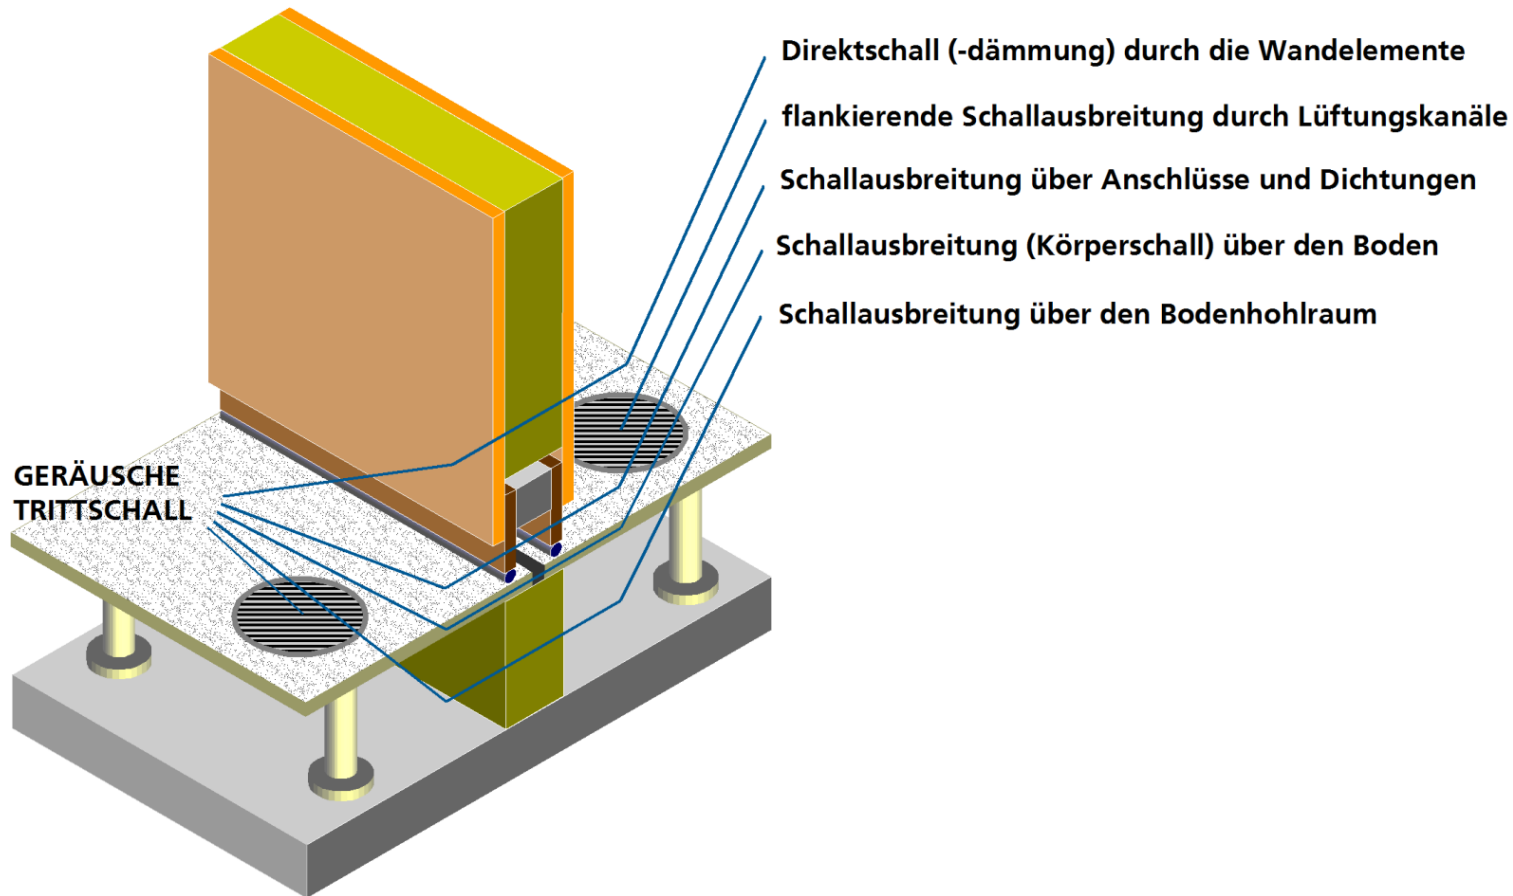 Direktschall (-dämmung) durch die Wandelemente
flankierende Schallausbreitung durch Lüftungskanäle
Schallausbreitung über Anschlüsse und Dichtungen
Schallausbreitung (Körperschall) über den Boden
Schallausbreitung über den Bodenhohlraum
GERÄUSCHE
TRITTSCHALL